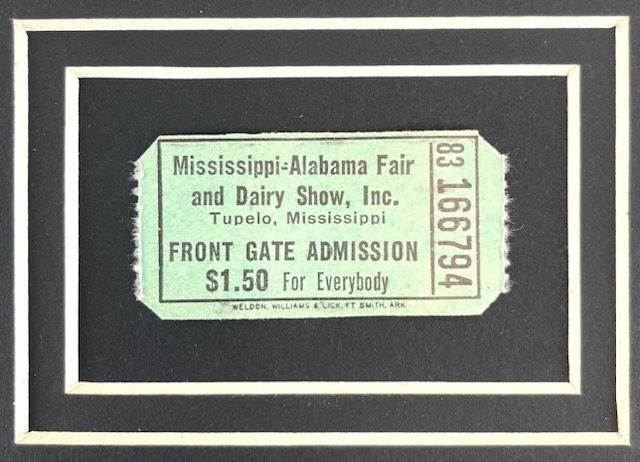 Mississippi-Alabama Fair
and Dairy Show, Inc.
Tupelo, Mississippi
FRONT GATE ADMISSION
$1.50 For Everybody
WELDON, WILLIAMS & LICK, FT SMITH, ARK
83 166794